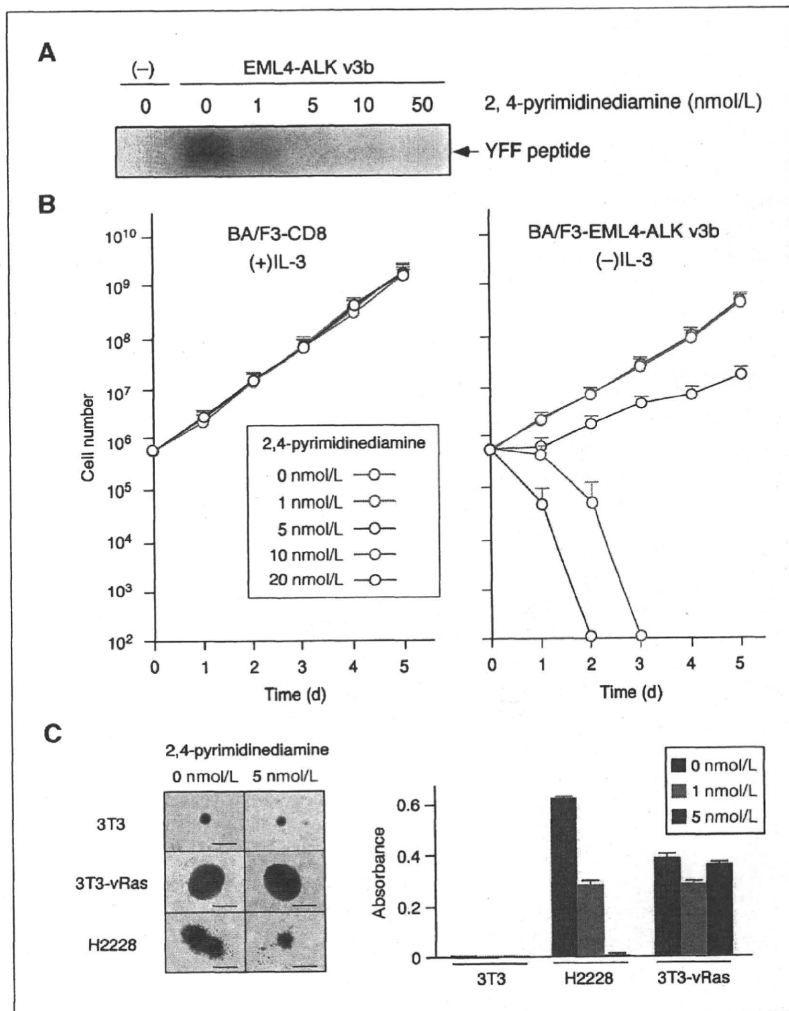 A
(–)
EML4-ALK v3b
0 0 1 5 10 50 2, 4-pyrimidinediamine (nmol/L)
YFF peptide
B
BA/F3-CD8
(+)IL-3
Cell number
10¹⁰
10⁹
10⁸
10⁷
10⁶
10⁵
10⁴
10³
10²
0 1 2 3 4 5
Time (d)
2,4-pyrimidinediamine
0 nmol/L
1 nmol/L
5 nmol/L
10 nmol/L
20 nmol/L
BA/F3-EML4-ALK v3b
(–)IL-3
0 1 2 3 4 5
Time (d)
C
2,4-pyrimidinediamine
0 nmol/L 5 nmol/L
3T3
3T3-vRas
H2228
Absorbance
0.6
0.4
0.2
0
0 nmol/L
1 nmol/L
5 nmol/L
3T3 H2228 3T3-vRas